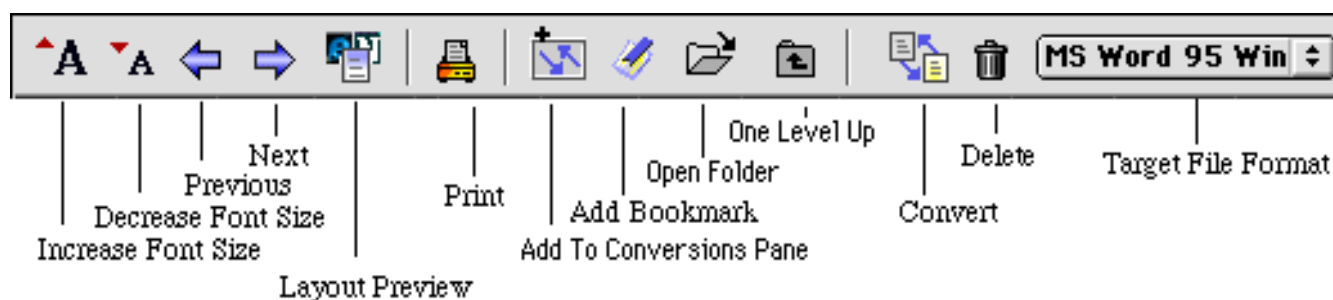 A A
MS Word 95 Win
One Level Up
Next
Delete
Target File Format
Open Folder
Previous
Print
Decrease Font Size
Add Bookmark
Convert
Increase Font Size
Add To Conversions Pane
Layout Preview